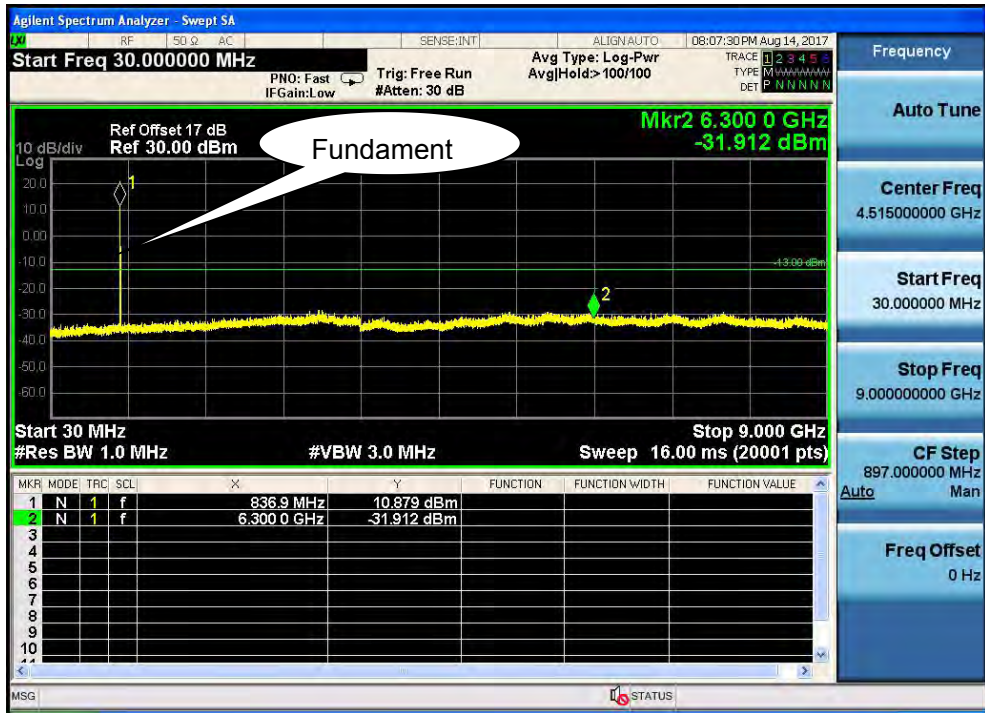 Agilent Spectrum Analyzer - Swept SA
LXI RF 50 Ω AC SENSE:INT ALIGN AUTO 08:07:30 PM Aug 14, 2017
Start Freq 30.000000 MHz
PNO: Fast
IFGain:Low
Trig: Free Run
#Atten: 30 dB
Avg Type: Log-Pwr
Avg|Hold:> 100/100
TRACE 1 2 3 4 5 6
TYPE M WWWWW
DET P N N N N N
Ref Offset 17 dB
Ref 30.00 dBm
10 dB/div
Log
Fundament
Mkr2 6.300 0 GHz
-31.912 dBm
20.0
10.0
0.00
-10.0
-20.0
-30.0
-40.0
-50.0
-60.0
1
2
-13.00 dBm
Start 30 MHz
Stop 9.000 GHz
#Res BW 1.0 MHz
#VBW 3.0 MHz
Sweep 16.00 ms (20001 pts)
MKR MODE TRC SCL X Y FUNCTION FUNCTION WIDTH FUNCTION VALUE
1 N 1 f 836.9 MHz 10.879 dBm
2 N 1 f 6.300 0 GHz -31.912 dBm
3
4
5
6
7
8
9
10
MSG
STATUS
Frequency
Auto Tune
Center Freq
4.515000000 GHz
Start Freq
30.000000 MHz
Stop Freq
9.000000000 GHz
CF Step
897.000000 MHz
Auto Man
Freq Offset
0 Hz